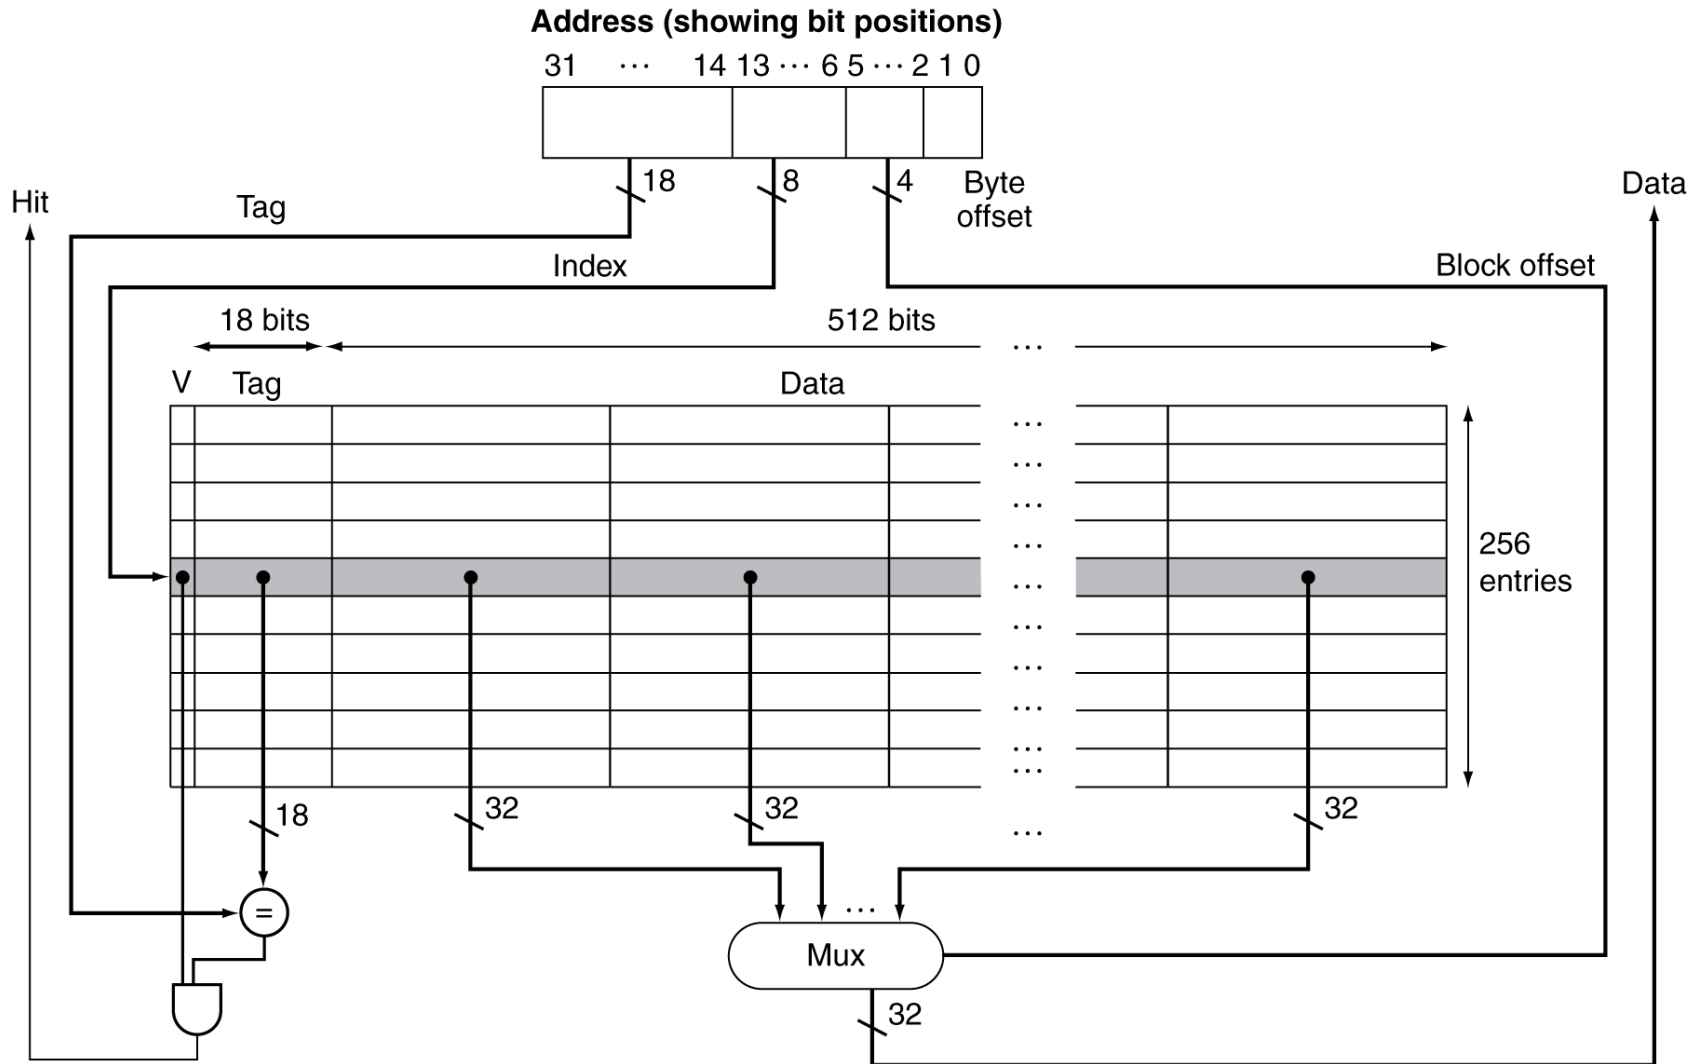 Address (showing bit positions)
31 ··· 14 13 ··· 6 5 ··· 2 1 0
18
8
4
Byte
offset
Hit
Tag
Data
Index
Block offset
18 bits
512 bits
···
V
Tag
Data
···
···
···
···
···
···
···
···
···
···
256
entries
18
32
32
···
32
=
···
Mux
32